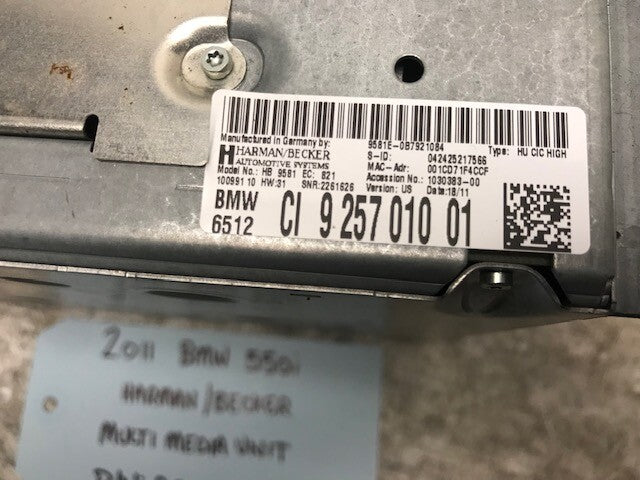 Manufactured in Germany by:
HARMAN/BECKER
AUTOMOTIVE SYSTEMS
Model No.: HB 9581 EC: 821
1009911 0 HW:31 SNR:2261626
9581E-0B7921084 Type: HU CIC HIGH
S-ID: 042425217566
MAC-Adr: 001CD71F4CCF
Accession No.: 1030383-00
Version: US Date:18/11
BMW
6512
CI 9 257 010 01
2011 BMW 550i
HARMAN/BECKER
MULTI MEDIA UNIT